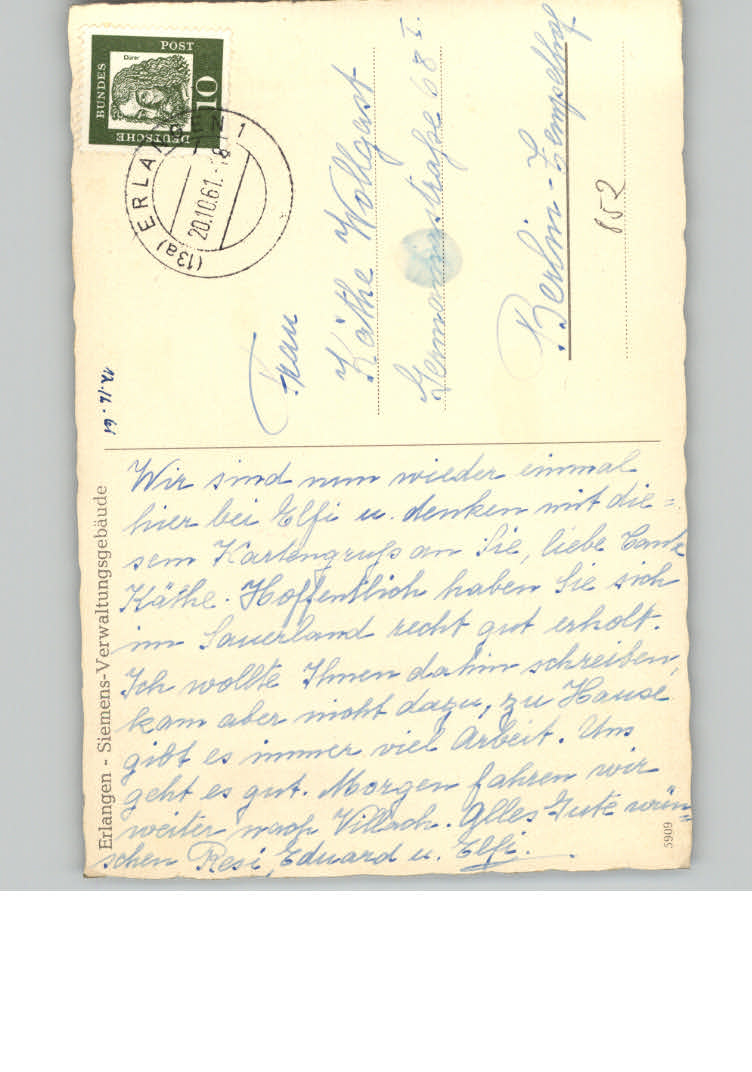 Erlangen - Siemens-Verwaltungsgebäude
Wir sind nun wieder einmal
hier bei Elfi u. denken mit die=
sem Kartengruß an Sie, liebe Tante
Käthe. Hoffentlich haben Sie sich
im Sauerland recht gut erholt.
Ich wollte Ihnen dahin schreiben,
kam aber nicht dazu, zu Hause
gibt es immer viel Arbeit. Uns
geht es gut. Morgen fahren wir
weiter nach Villach. Alles Gute wün=
schen Resi, Eduard u. Elfi.
5909
DEUTSCHE
BUNDES
POST
Dürer
10
(13a) ERLANGEN 1
20.10.61.-18
Frau
Käthe Wollgast
Germaniastraße 68 I.
Berlin-Tempelhof
852